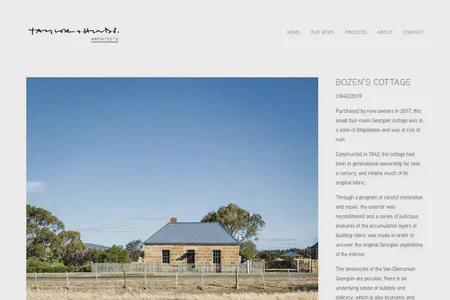 TAYLOR + HINDS.
ARCHITECTS
HOME OUR WORK PROCESS ABOUT CONTACT
BOZEN'S COTTAGE
c1842/2019
Purchased by new owners in 2017, this
small four-room Georgian cottage was in
a state of dilapidation and was at risk of
ruin.
Constructed in 1842, the cottage had
been in generational ownership for over
a century, and retains much of its
original fabric.
Through a program of careful restoration
and repair, the exterior was
reconditioned and a series of judicious
erasures of the accumulated layers of
building-fabric was made in order to
uncover the original Georgian aspirations
of the interior.
The tendencies of the Van Diemonian
Georgian are peculiar, there is an
underlying sense of subtlety and
delicacy, which is also economic and